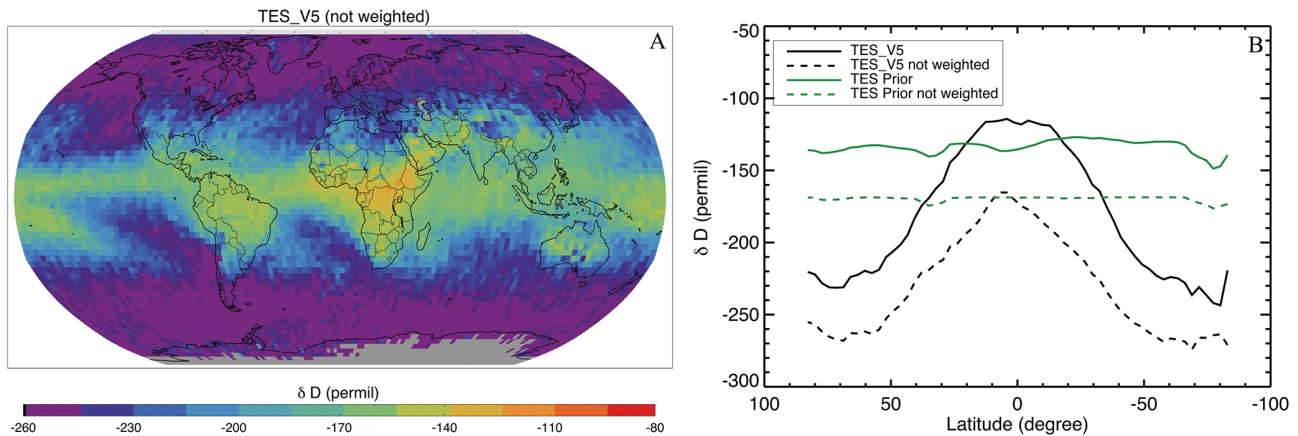 TES_V5 (not weighted)
A
δ D (permil)
-260 -230 -200 -170 -140 -110 -80
B
TES_V5
TES_V5 not weighted
TES Prior
TES Prior not weighted
δ D (permil)
-50
-100
-150
-200
-250
-300
100 50 0 -50 -100
Latitude (degree)